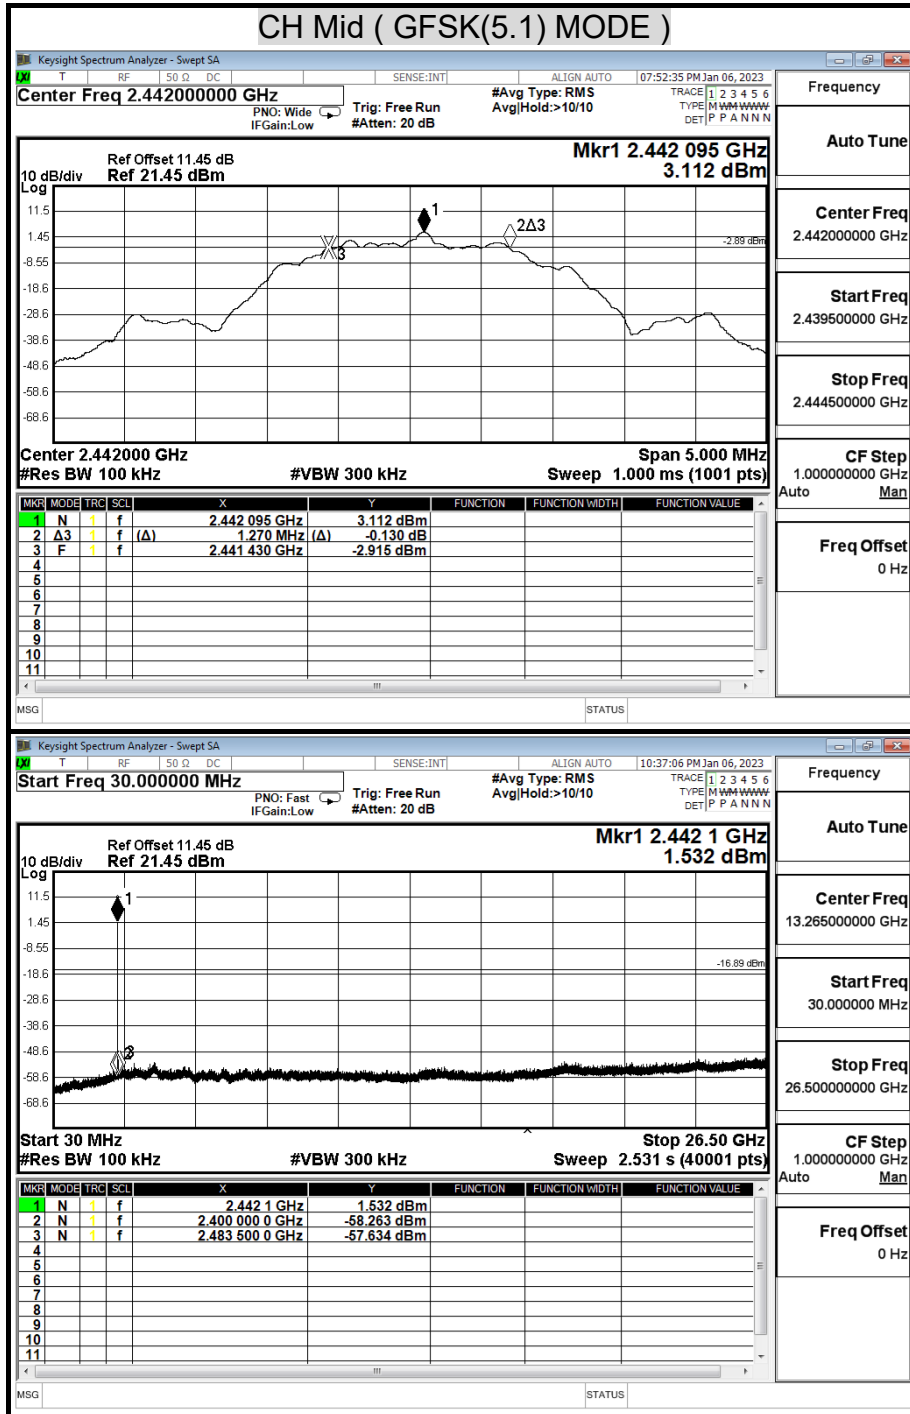 CH Mid ( GFSK(5.1) MODE )
Keysight Spectrum Analyzer - Swept SA
LXI T RF 50 Ω DC SENSE:INT ALIGN AUTO 07:52:35 PM Jan 06, 2023
Center Freq 2.442000000 GHz #Avg Type: RMS TRACE 1 2 3 4 5 6
PNO: Wide Trig: Free Run Avg|Hold:>10/10 TYPE M WWWWW
IFGain:Low #Atten: 20 dB DET P P A N N N
Ref Offset 11.45 dB Mkr1 2.442 095 GHz
10 dB/div Ref 21.45 dBm 3.112 dBm
Log
11.5
1
2Δ3
1.45
-2.89 dBm
3
-8.55
-18.6
-28.6
-38.6
-48.6
-58.6
-68.6
Center 2.442000 GHz Span 5.000 MHz
#Res BW 100 kHz #VBW 300 kHz Sweep 1.000 ms (1001 pts)
MKR MODE TRC SCL X Y FUNCTION FUNCTION WIDTH FUNCTION VALUE
1 N 1 f 2.442 095 GHz 3.112 dBm
2 Δ3 1 f (Δ) 1.270 MHz (Δ) -0.130 dB
3 F 1 f 2.441 430 GHz -2.915 dBm
4
5
6
7
8
9
10
11
MSG STATUS
Frequency
Auto Tune
Center Freq
2.442000000 GHz
Start Freq
2.439500000 GHz
Stop Freq
2.444500000 GHz
CF Step
1.000000000 GHz
Auto Man
Freq Offset
0 Hz
Keysight Spectrum Analyzer - Swept SA
LXI T RF 50 Ω DC SENSE:INT ALIGN AUTO 10:37:06 PM Jan 06, 2023
Start Freq 30.000000 MHz #Avg Type: RMS TRACE 1 2 3 4 5 6
PNO: Fast Trig: Free Run Avg|Hold:>10/10 TYPE M WWWWW
IFGain:Low #Atten: 20 dB DET P P A N N N
Ref Offset 11.45 dB Mkr1 2.442 1 GHz
10 dB/div Ref 21.45 dBm 1.532 dBm
Log
11.5
1
1.45
-8.55
-16.89 dBm
-18.6
-28.6
-38.6
-48.6
-58.6
-68.6
Start 30 MHz Stop 26.50 GHz
#Res BW 100 kHz #VBW 300 kHz Sweep 2.531 s (40001 pts)
MKR MODE TRC SCL X Y FUNCTION FUNCTION WIDTH FUNCTION VALUE
1 N 1 f 2.442 1 GHz 1.532 dBm
2 N 1 f 2.400 000 0 GHz -58.263 dBm
3 N 1 f 2.483 500 0 GHz -57.634 dBm
4
5
6
7
8
9
10
11
MSG STATUS
Frequency
Auto Tune
Center Freq
13.265000000 GHz
Start Freq
30.000000 MHz
Stop Freq
26.500000000 GHz
CF Step
1.000000000 GHz
Auto Man
Freq Offset
0 Hz